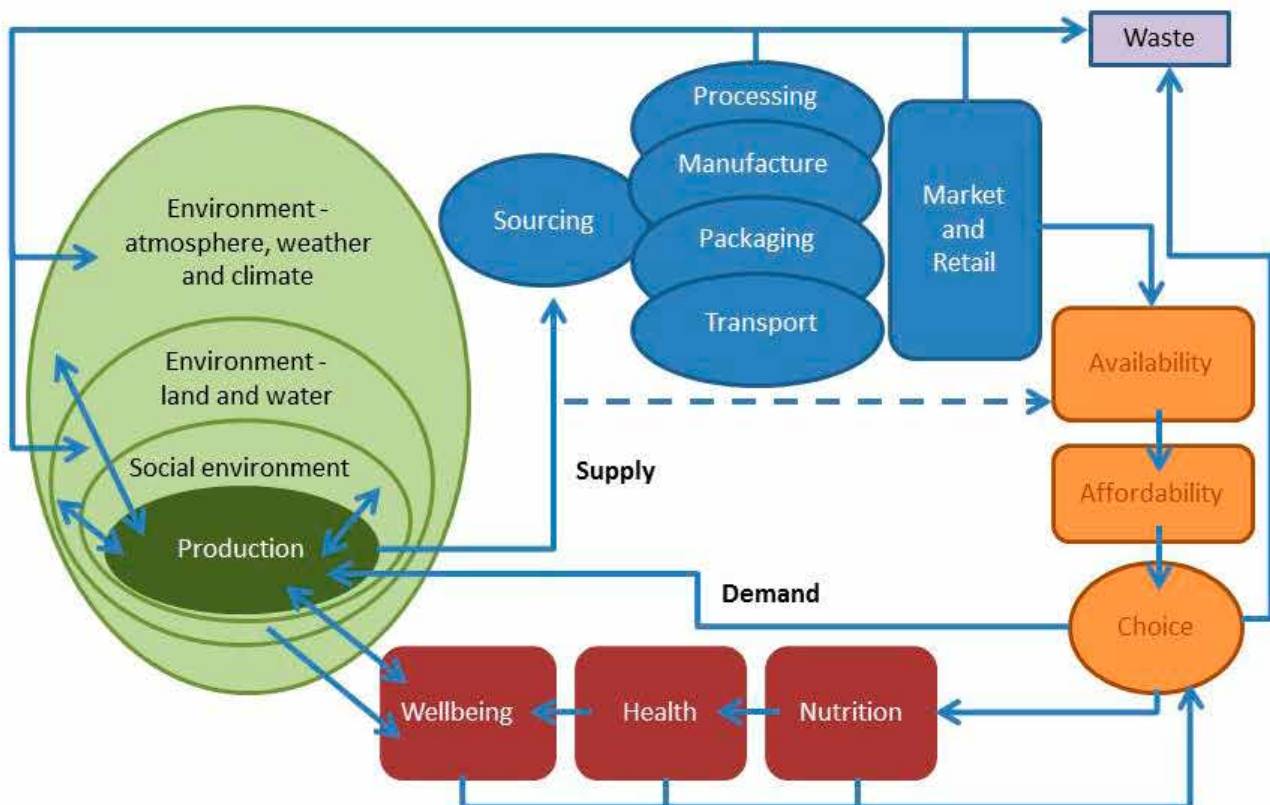 Waste
Processing
Manufacture
Packaging
Transport
Sourcing
Market
and
Retail
Environment -
atmosphere, weather
and climate
Environment -
land and water
Social environment
Production
Supply
Demand
Availability
Affordability
Choice
Wellbeing
Health
Nutrition